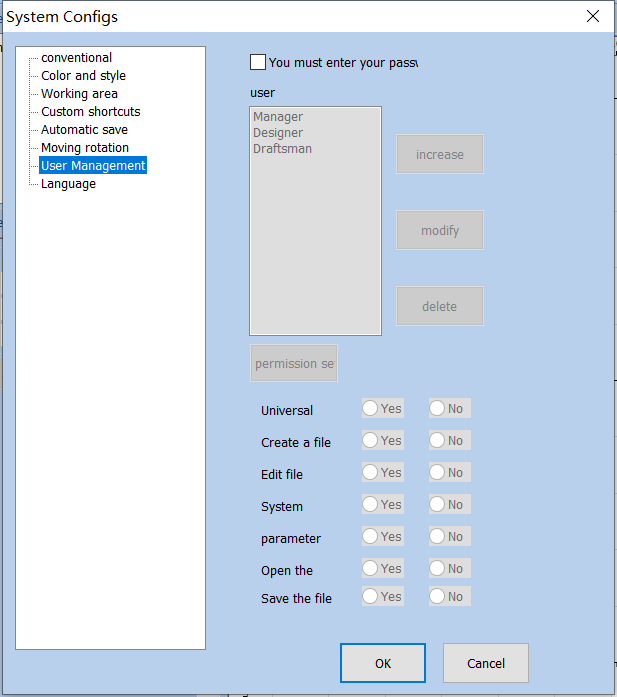 System Configs
conventional
Color and style
Working area
Custom shortcuts
Automatic save
Moving rotation
User Management
Language
You must enter your passw
user
Manager
Designer
Draftsman
increase
modify
delete
permission se
Universal Yes No
Create a file Yes No
Edit file Yes No
System Yes No
parameter Yes No
Open the Yes No
Save the file Yes No
OK Cancel